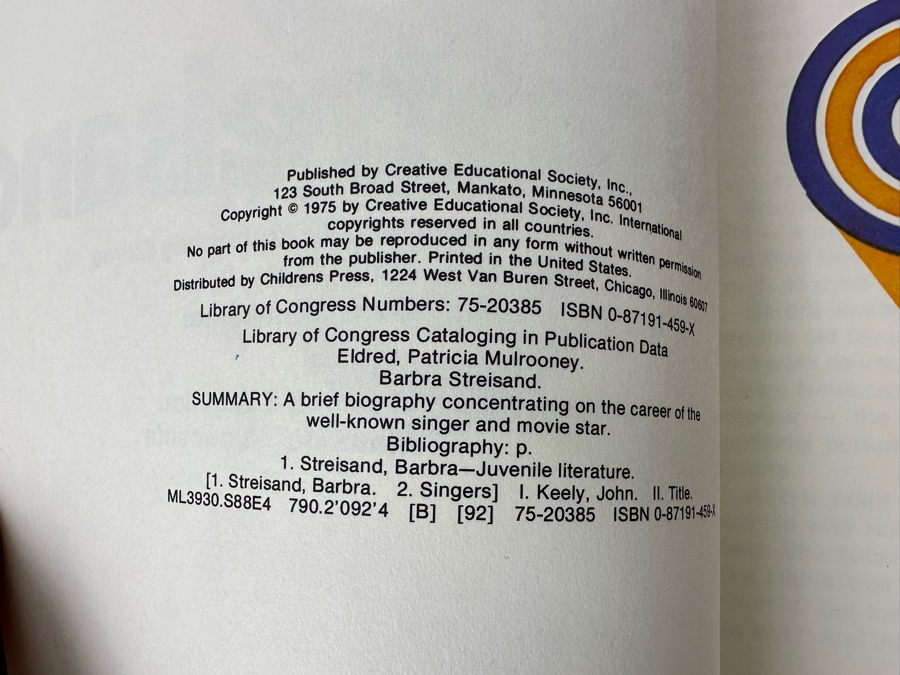 Published by Creative Educational Society, Inc.,
123 South Broad Street, Mankato, Minnesota 56001
Copyright © 1975 by Creative Educational Society, Inc. International
copyrights reserved in all countries.
No part of this book may be reproduced in any form without written permission
from the publisher. Printed in the United States.
Distributed by Childrens Press, 1224 West Van Buren Street, Chicago, Illinois 60607
Library of Congress Numbers: 75-20385 ISBN 0-87191-459-X
Library of Congress Cataloging in Publication Data
Eldred, Patricia Mulrooney.
Barbra Streisand.
SUMMARY: A brief biography concentrating on the career of the
well-known singer and movie star.
Bibliography: p.
1. Streisand, Barbra—Juvenile literature.
[1. Streisand, Barbra. 2. Singers] I. Keely, John. II. Title.
ML3930.S88E4 790.2'092'4 [B] [92] 75-20385 ISBN 0-87191-459-X